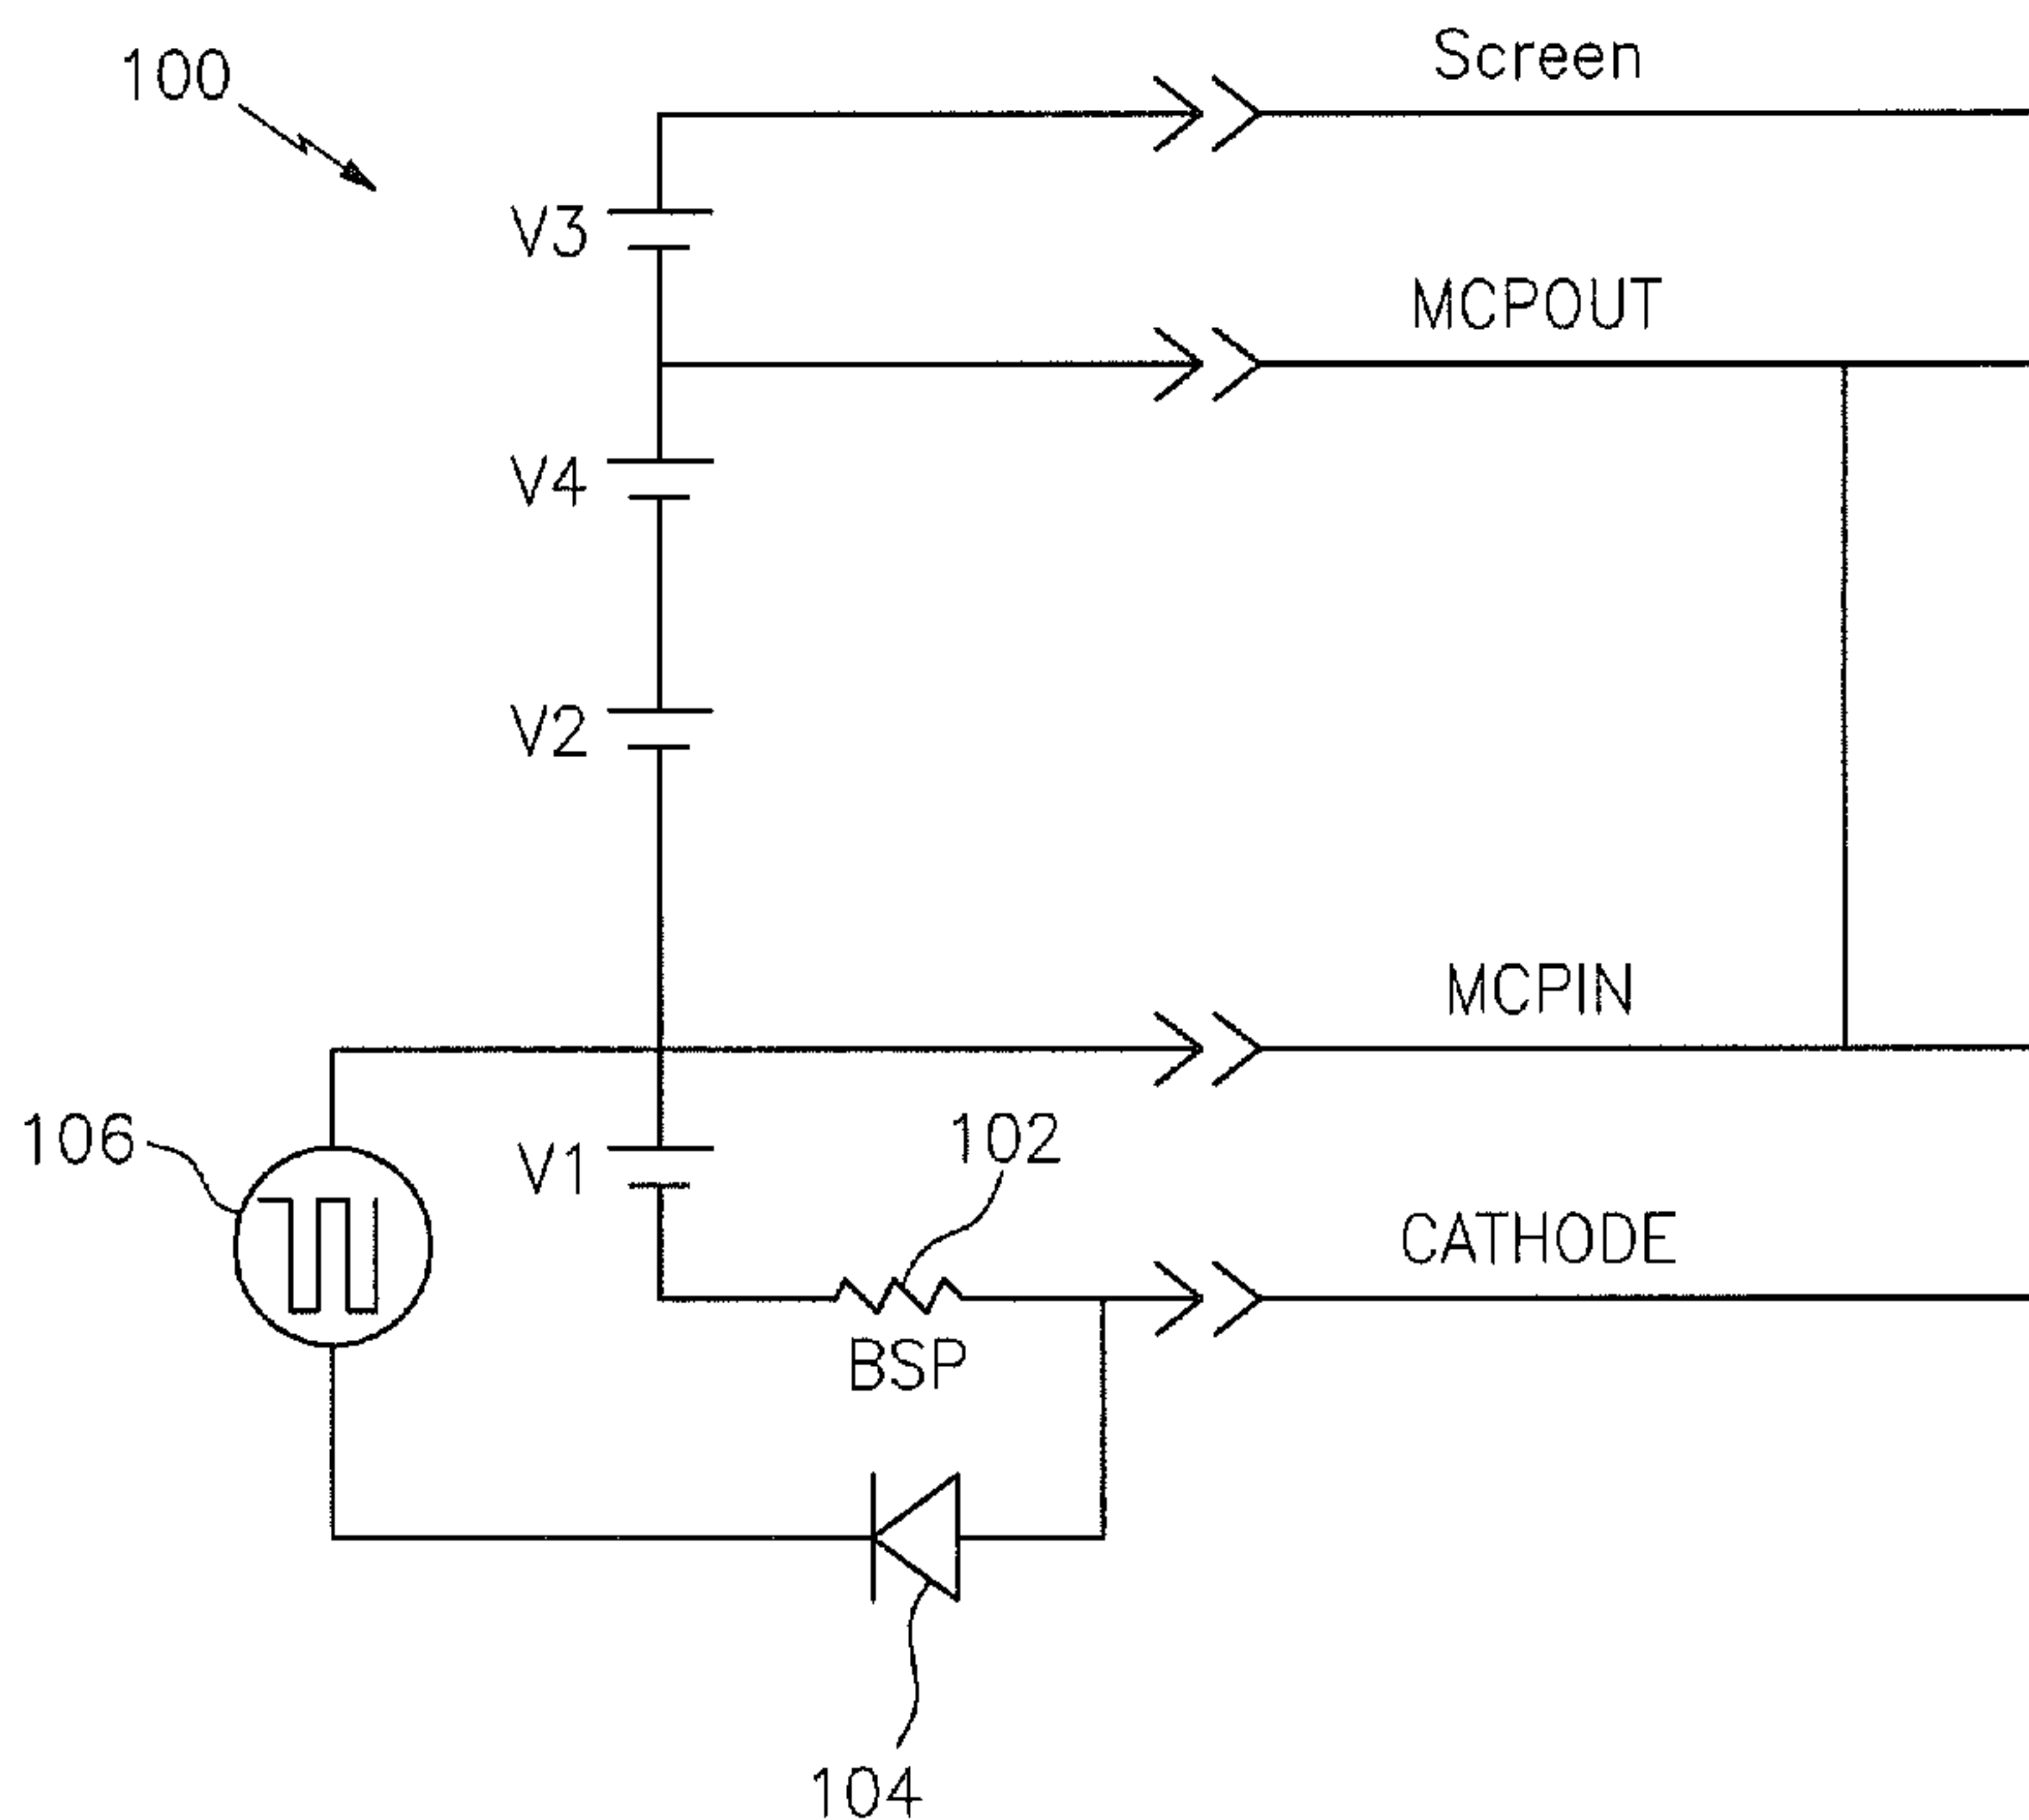 100
Screen
V3
MCPOUT
V4
V2
MCPIN
106
V1
102
CATHODE
BSP
104